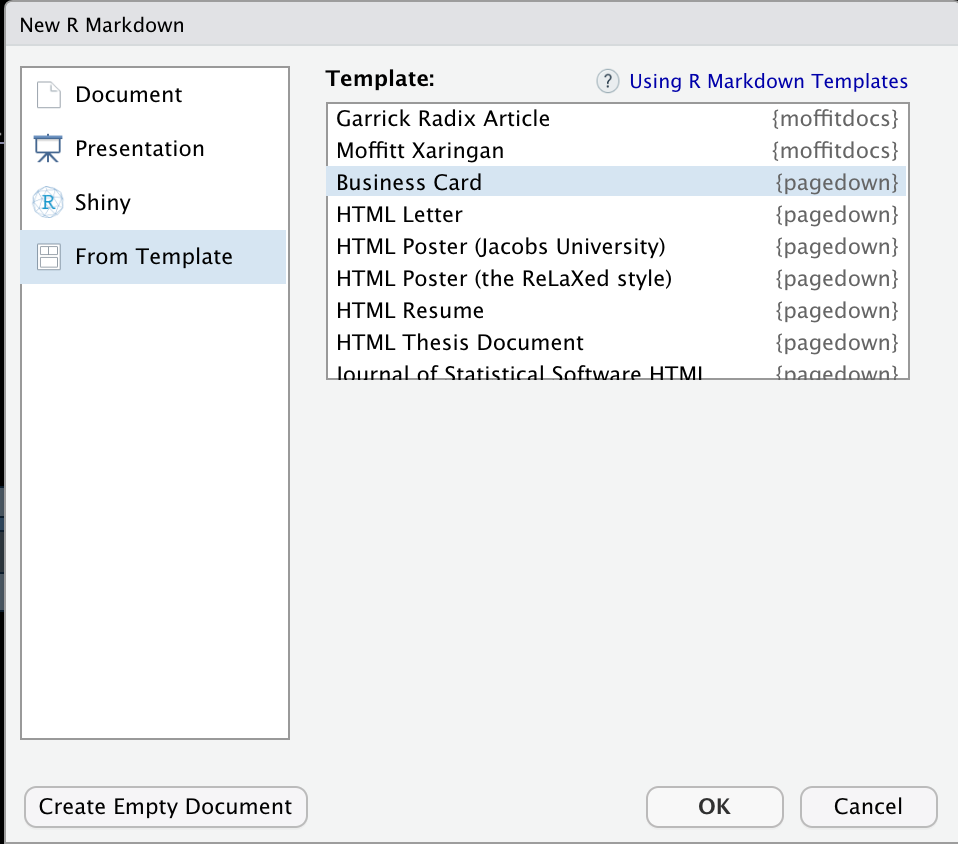 New R Markdown
Document
Presentation
Shiny
From Template
Template:
? Using R Markdown Templates
Garrick Radix Article {moffitdocs}
Moffitt Xaringan {moffitdocs}
Business Card {pagedown}
HTML Letter {pagedown}
HTML Poster (Jacobs University) {pagedown}
HTML Poster (the ReLaXed style) {pagedown}
HTML Resume {pagedown}
HTML Thesis Document {pagedown}
Journal of Statistical Software HTML {pagedown}
Create Empty Document
OK
Cancel